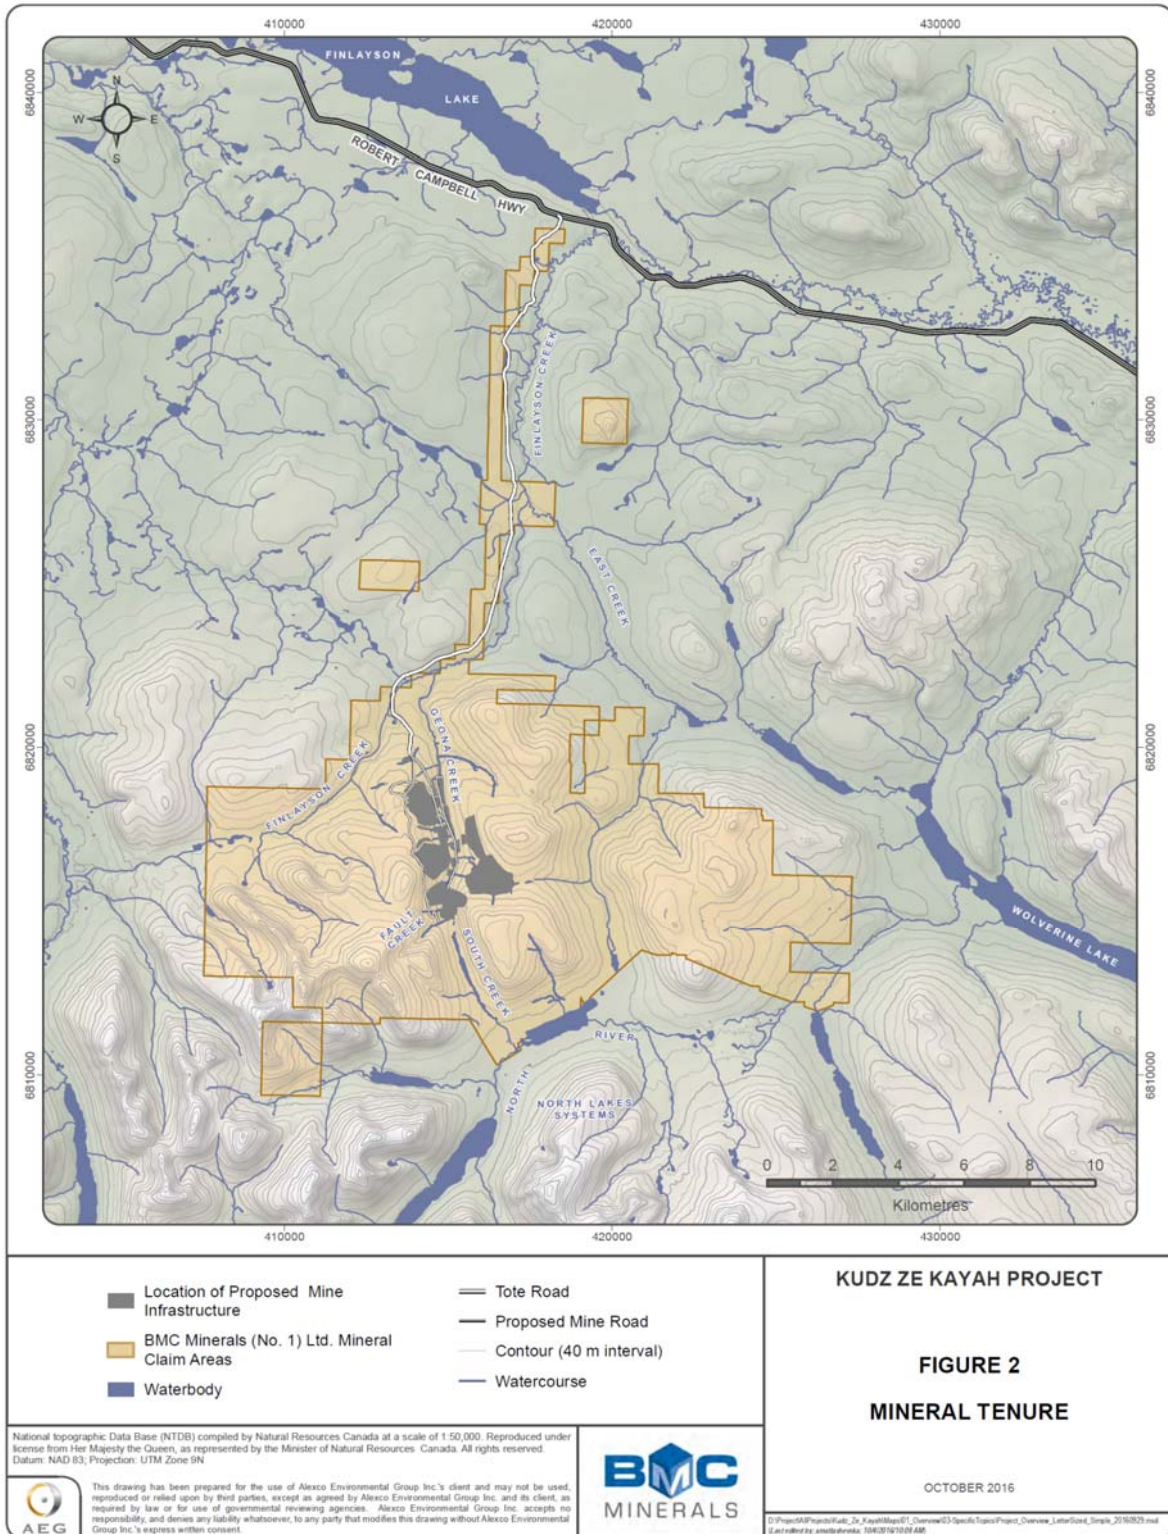 410000
420000
430000
6840000
6840000
FINLAYSON
LAKE
N
W
E
S
ROBERT CAMPBELL HWY
6830000
6830000
FINLAYSON CREEK
EAST CREEK
6820000
6820000
GEONA CREEK
FINLAYSON CREEK
WOLVERINE LAKE
FAULT
CREEK
SOUTH CREEK
6810000
6810000
NORTH RIVER
NORTH LAKES
SYSTEMS
0 2 4 6 8 10
Kilometres
410000
420000
430000
Location of Proposed Mine
Infrastructure
BMC Minerals (No. 1) Ltd. Mineral
Claim Areas
Waterbody
Tote Road
Proposed Mine Road
Contour (40 m interval)
Watercourse
KUDZ ZE KAYAH PROJECT
FIGURE 2
MINERAL TENURE
OCTOBER 2016
National topographic Data Base (NTDB) compiled by Natural Resources Canada at a scale of 1:50,000. Reproduced under
license from Her Majesty the Queen, as represented by the Minister of Natural Resources Canada. All rights reserved.
Datum: NAD 83; Projection: UTM Zone 9N
This drawing has been prepared for the use of Alexco Environmental Group Inc.'s client and may not be used,
reproduced or relied upon by third parties, except as agreed by Alexco Environmental Group Inc. and its client, as
required by law or for use of governmental reviewing agencies. Alexco Environmental Group Inc. accepts no
responsibility, and denies any liability whatsoever, to any party that modifies this drawing without Alexco Environmental
Group Inc.'s express written consent.
AEG
BMC
MINERALS